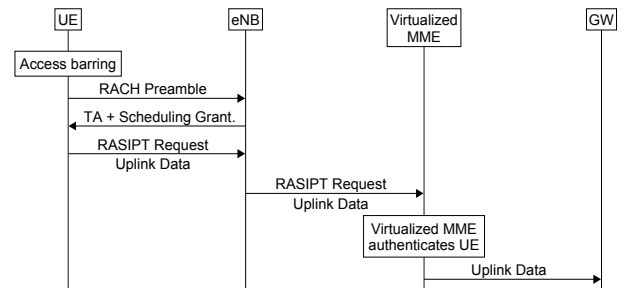 UE
eNB
Virtualized
MME
GW
Access barring
RACH Preamble
TA + Scheduling Grant.
RASIPT Request
Uplink Data
RASIPT Request
Uplink Data
Virtualized MME
authenticates UE
Uplink Data